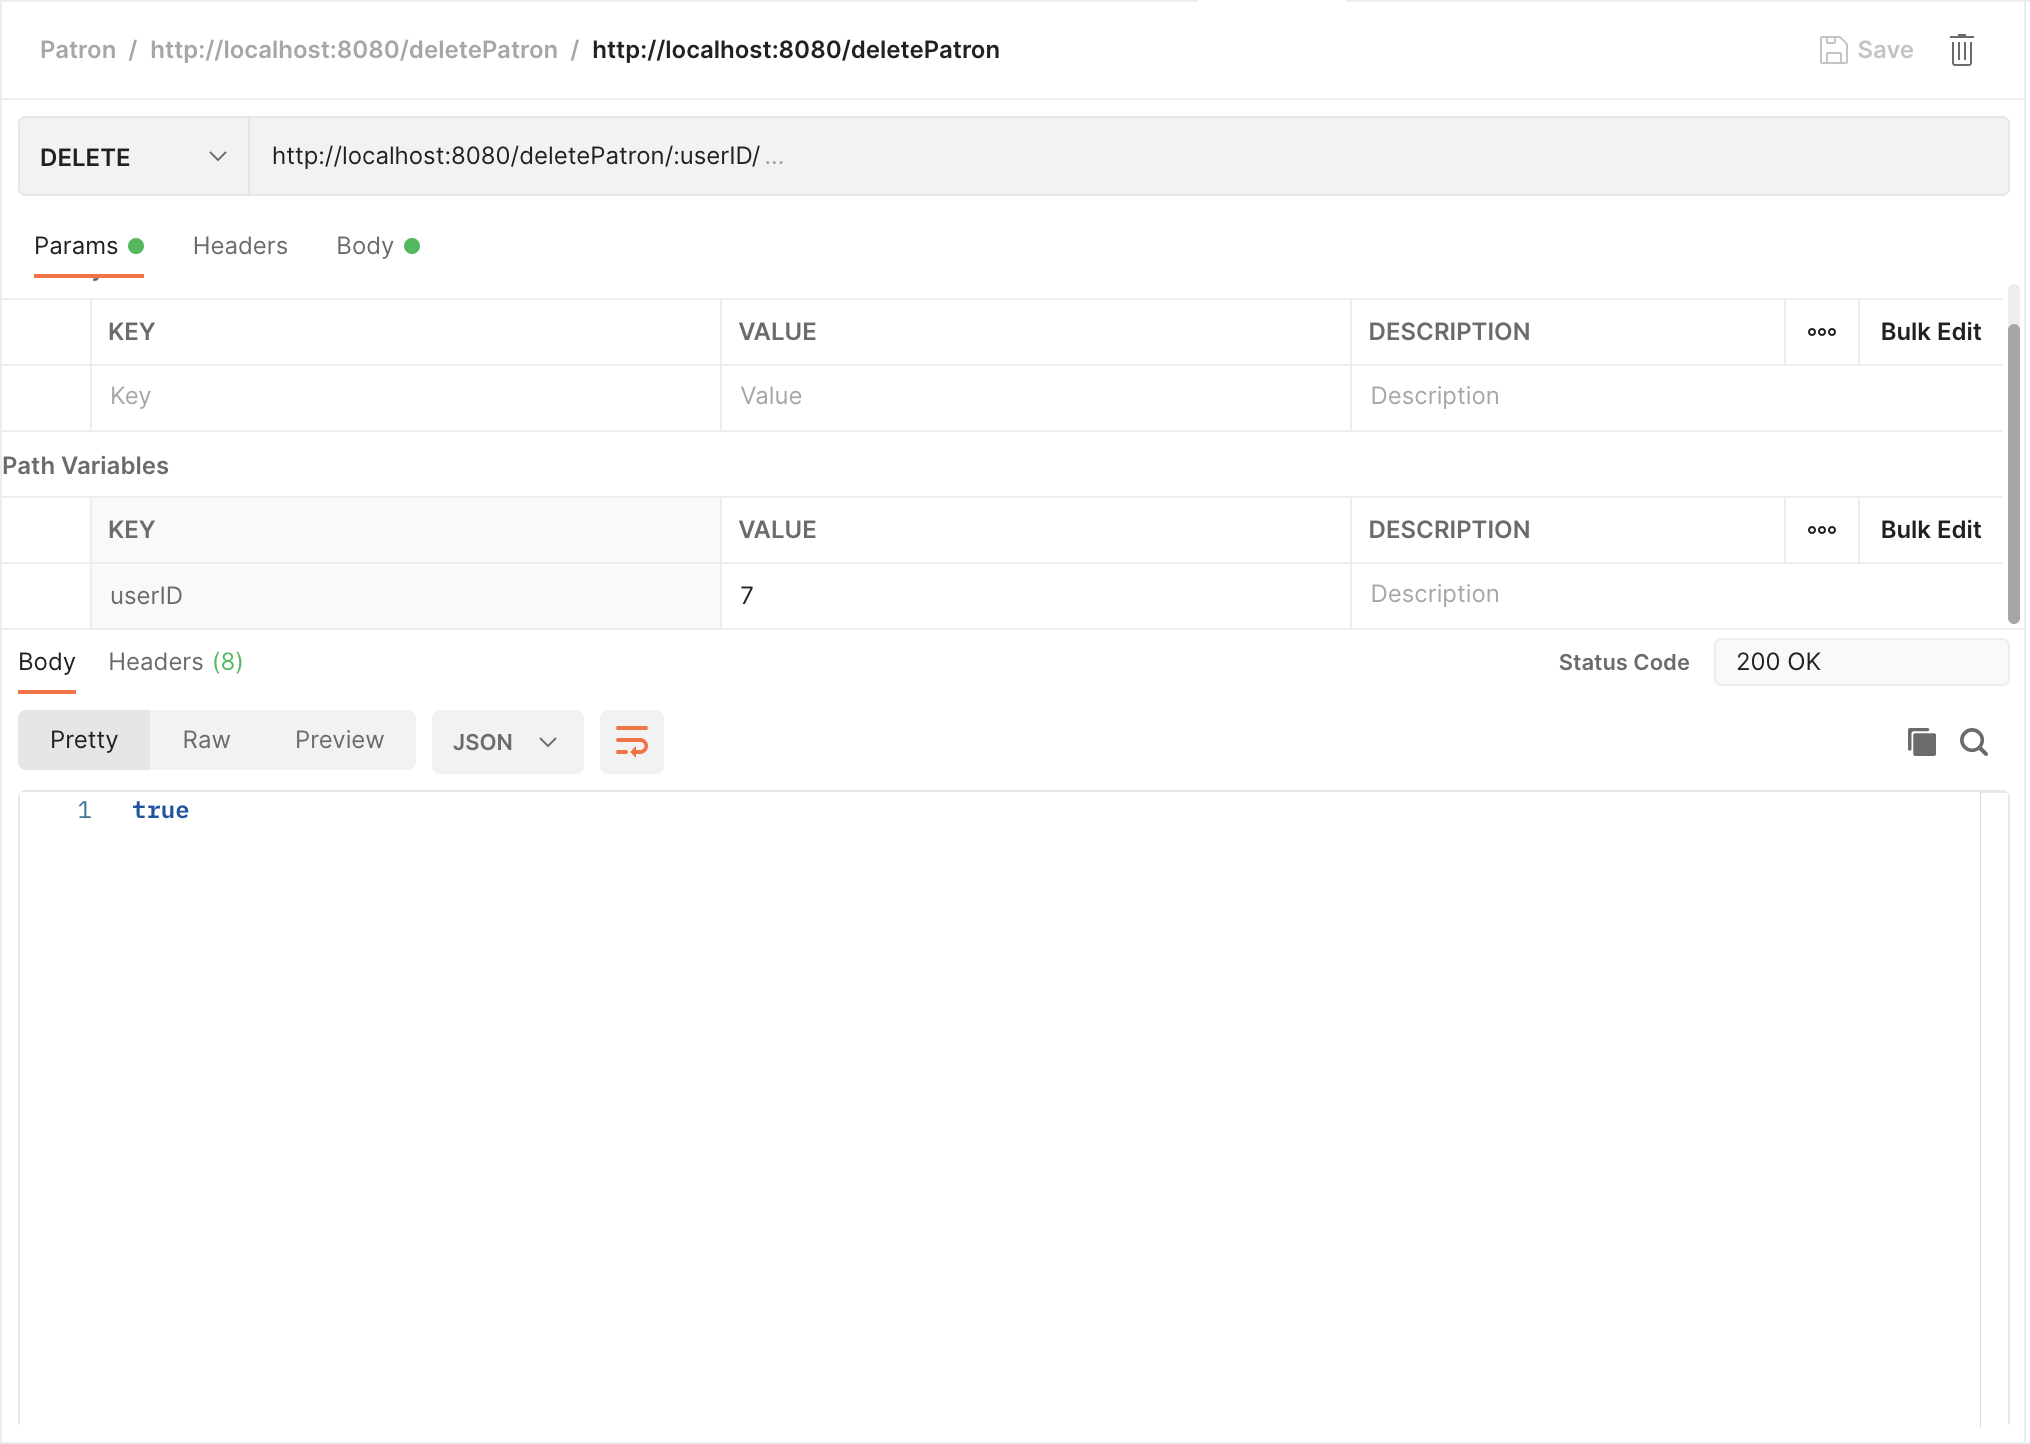 Patron / http://localhost:8080/deletePatron / http://localhost:8080/deletePatron Save
DELETE http://localhost:8080/deletePatron/:userID/ ...
Params Headers Body
KEY VALUE DESCRIPTION Bulk Edit
Key Value Description
Path Variables
KEY VALUE DESCRIPTION Bulk Edit
userID 7 Description
Body Headers (8) Status Code 200 OK
Pretty Raw Preview JSON
1 true